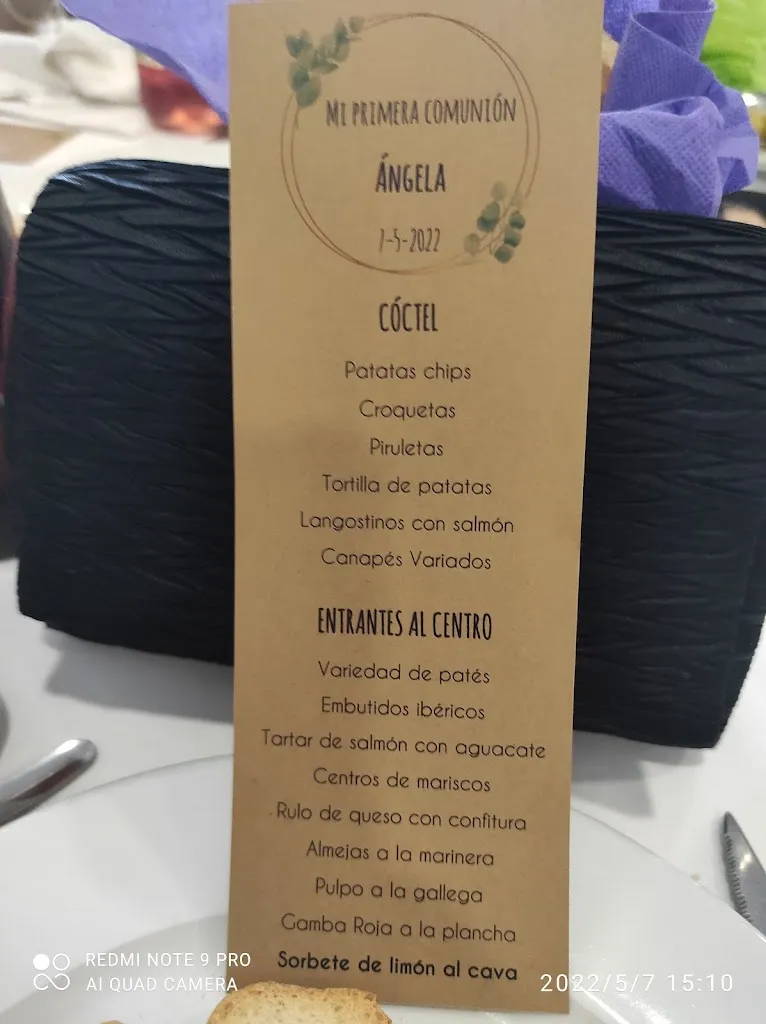 Mi primera comunión
Ángela
7-5-2022
CÓCTEL
Patatas chips
Croquetas
Piruletas
Tortilla de patatas
Langostinos con salmón
Canapés Variados
ENTRANTES AL CENTRO
Variedad de patés
Embutidos ibéricos
Tartar de salmón con aguacate
Centros de mariscos
Rulo de queso con confitura
Almejas a la marinera
Pulpo a la gallega
Gamba Roja a la plancha
Sorbete de limón al cava
REDMI NOTE 9 PRO
AI QUAD CAMERA
2022/5/7 15:10